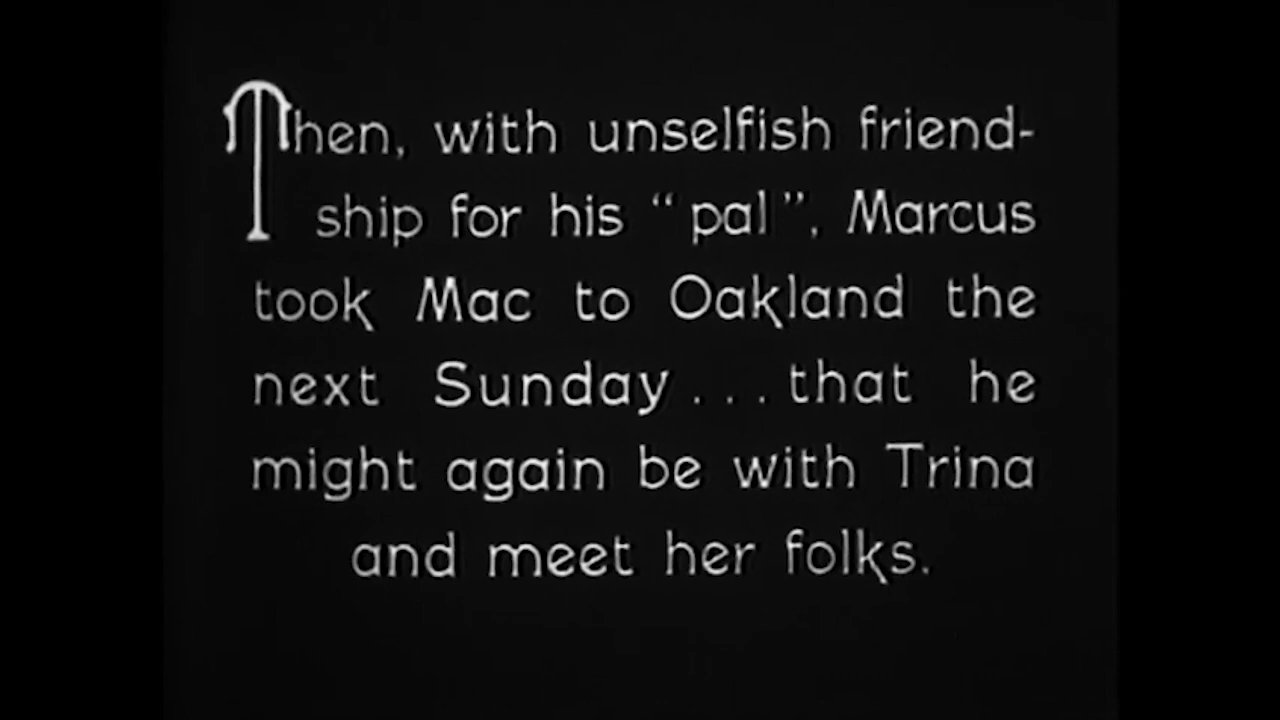 Then, with unselfish friend-
ship for his “pal”, Marcus
took Mac to Oakland the
next Sunday...that he
might again be with Trina
and meet her folks.